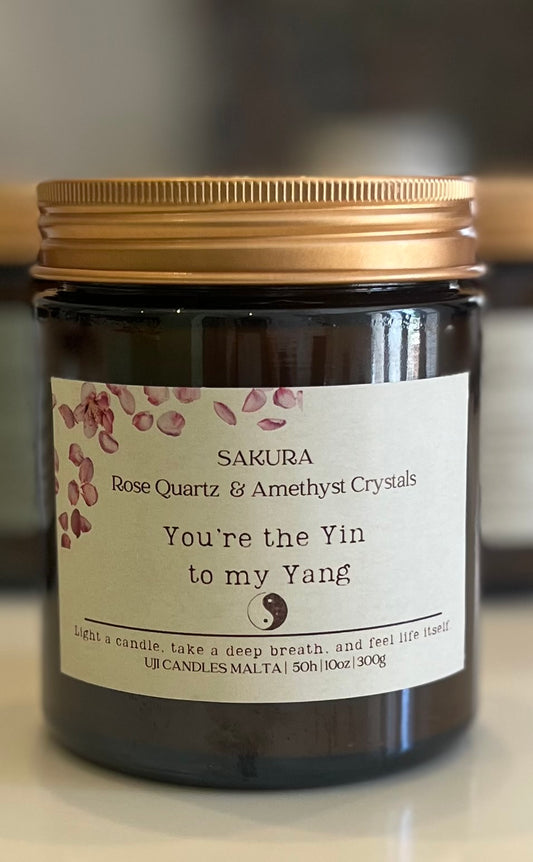 SAKURA
Rose Quartz & Amethyst Crystals
You're the Yin
to my Yang
Light a candle, take a deep breath, and feel life itself.
UJI CANDLES MALTA | 50h | 10oz | 300g